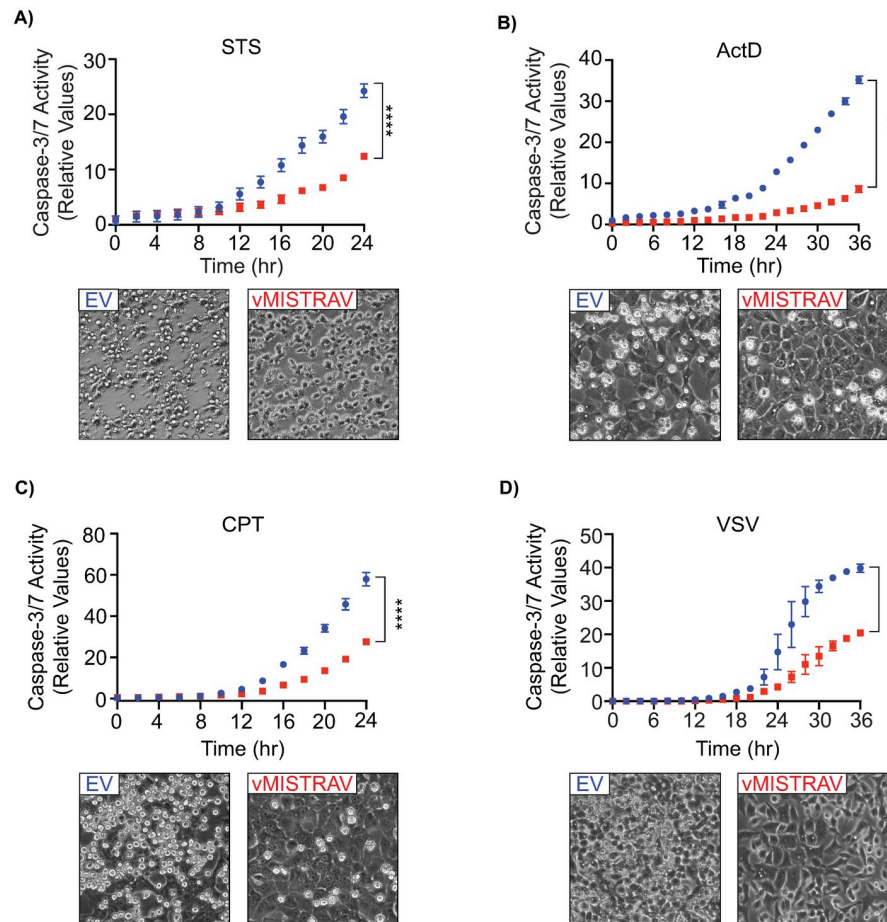 A)
STS
Caspase-3/7 Activity
(Relative Values)
30
20
10
0
0 4 8 12 16 20 24
Time (hr)
****
EV
vMISTRAV
B)
ActD
Caspase-3/7 Activity
(Relative Values)
40
30
20
10
0
0 6 12 18 24 30 36
Time (hr)
EV
vMISTRAV
C)
CPT
Caspase-3/7 Activity
(Relative Values)
80
60
40
20
0
0 4 8 12 16 20 24
Time (hr)
****
EV
vMISTRAV
D)
VSV
Caspase-3/7 Activity
(Relative Values)
50
40
30
20
10
0
0 6 12 18 24 30 36
Time (hr)
EV
vMISTRAV